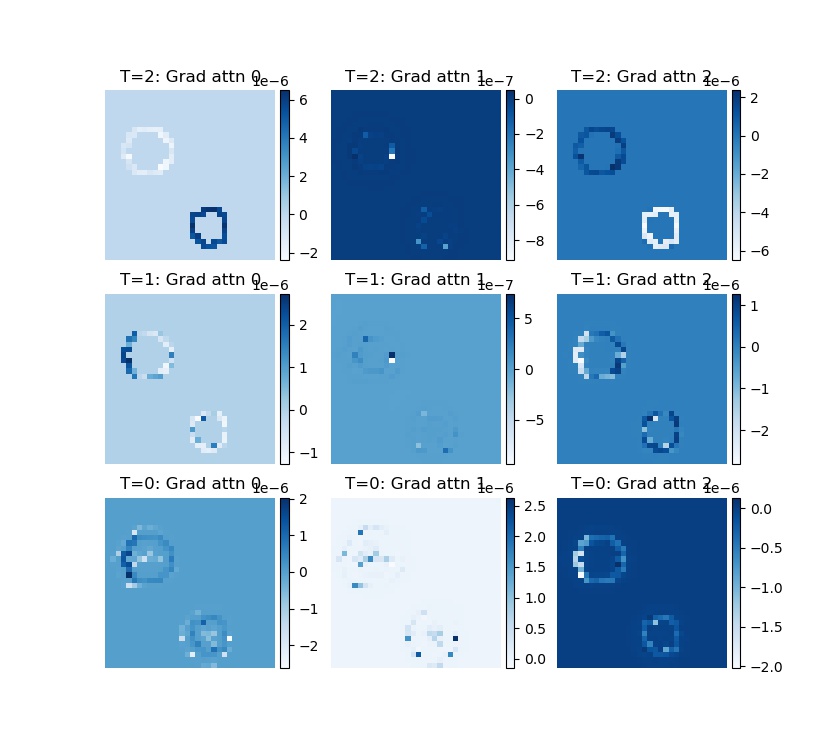 T=2: Grad attn 0
1e−6
T=2: Grad attn 1
1e−7
T=2: Grad attn 2
1e−6
6
4
2
0
−2
0
−2
−4
−6
−8
2
0
−2
−4
−6
T=1: Grad attn 0
1e−6
T=1: Grad attn 1
1e−7
T=1: Grad attn 2
1e−6
2
1
0
−1
5
0
−5
1
0
−1
−2
T=0: Grad attn 0
1e−6
T=0: Grad attn 1
1e−6
T=0: Grad attn 2
1e−6
2
1
0
−1
−2
2.5
2.0
1.5
1.0
0.5
0.0
0.0
−0.5
−1.0
−1.5
−2.0